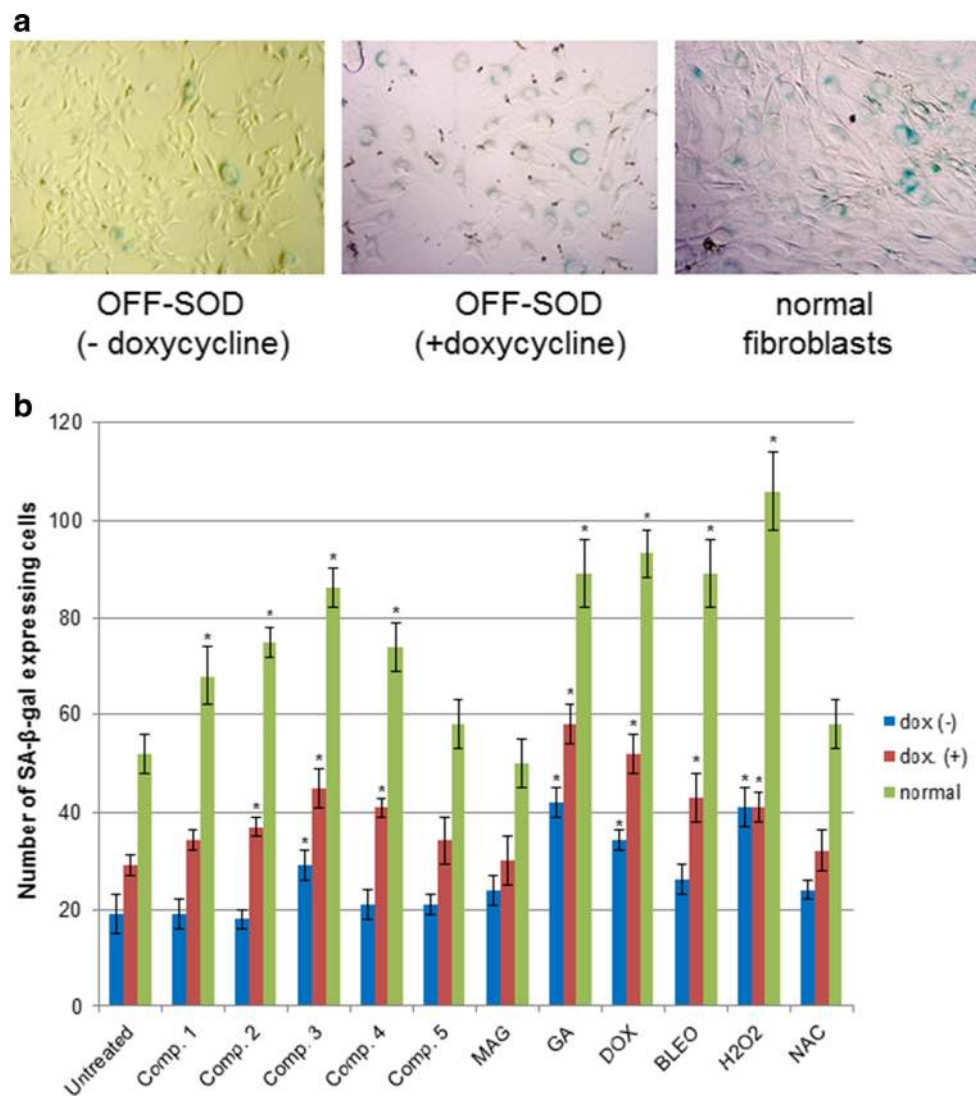 a
OFF-SOD
(- doxycycline)
OFF-SOD
(+doxycycline)
normal
fibroblasts
b
Number of SA-β-gal expressing cells
120
100
80
60
40
20
0
* * * * * * * *
* * * * * * *
* * * *
Untreated
Comp. 1
Comp. 2
Comp. 3
Comp. 4
Comp. 5
MAG
GA
DOX
BLEO
H2O2
NAC
dox (-)
dox. (+)
normal